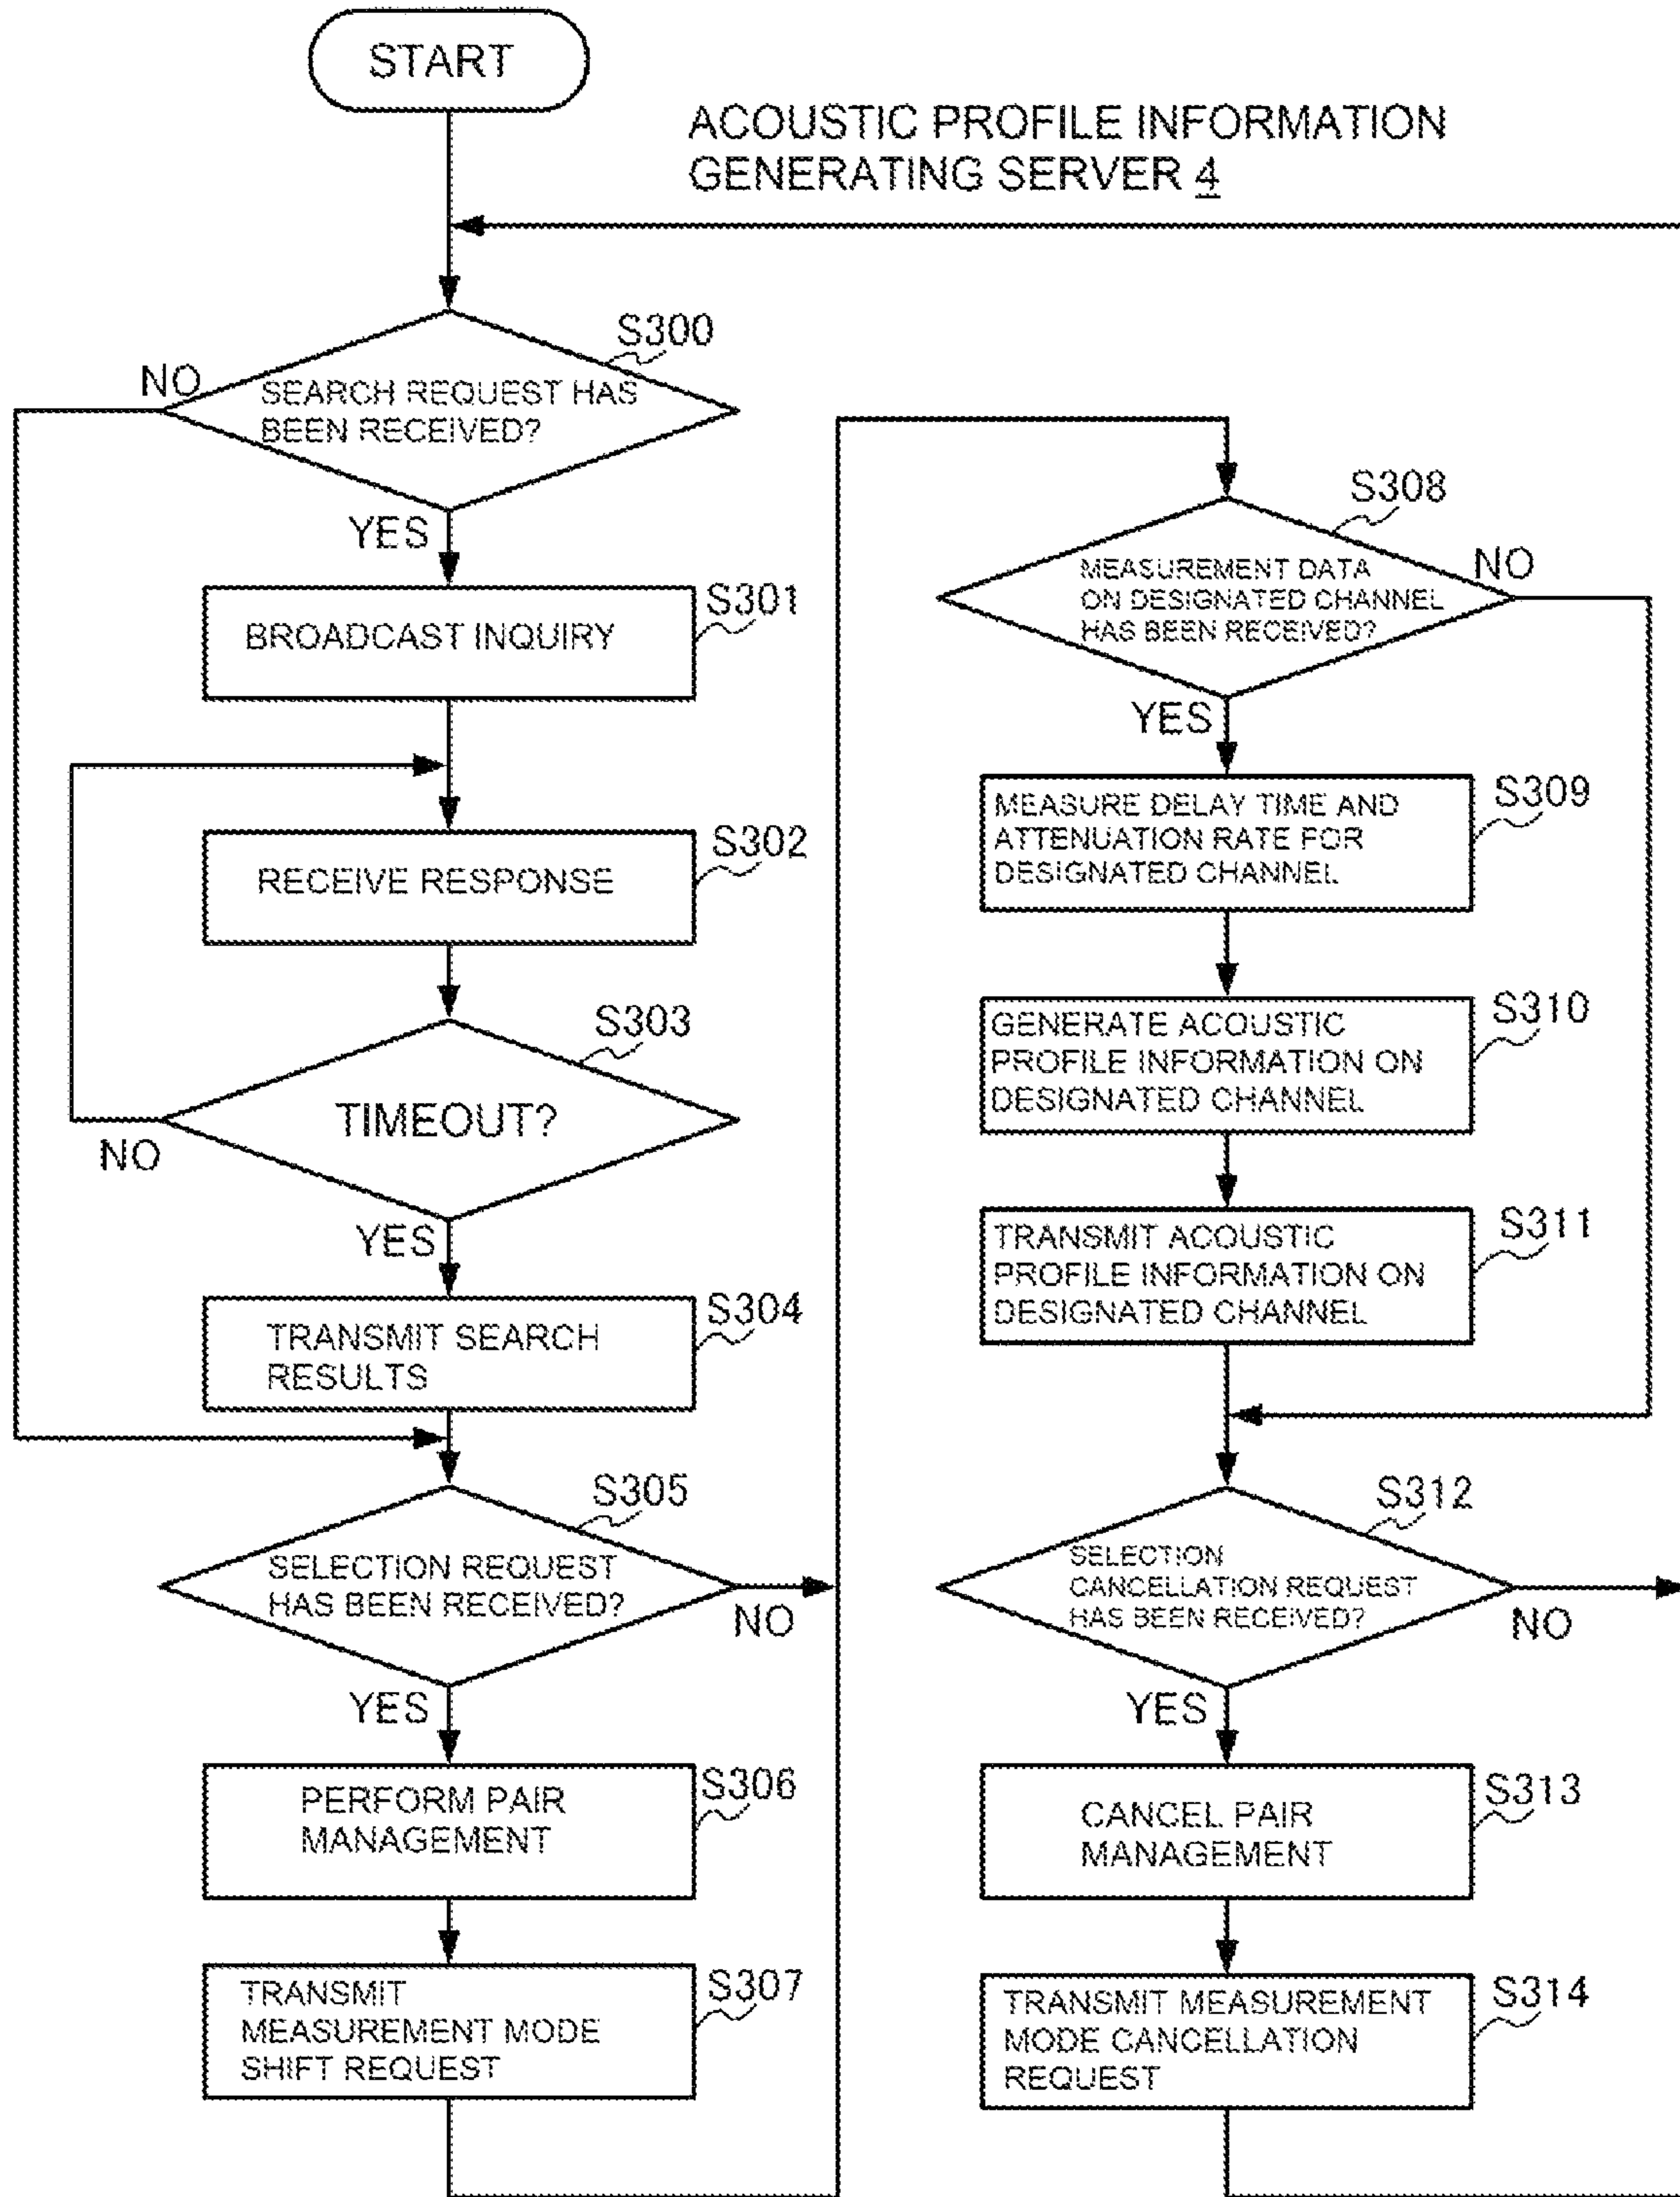 START
ACOUSTIC PROFILE INFORMATION
GENERATING SERVER 4
S300
NO
SEARCH REQUEST HAS
BEEN RECEIVED?
YES
S301
BROADCAST INQUIRY
S302
RECEIVE RESPONSE
S303
TIMEOUT?
NO
YES
S304
TRANSMIT SEARCH
RESULTS
S305
SELECTION REQUEST
HAS BEEN RECEIVED?
NO
YES
S306
PERFORM PAIR
MANAGEMENT
S307
TRANSMIT
MEASUREMENT MODE
SHIFT REQUEST
S308
MEASUREMENT DATA
ON DESIGNATED CHANNEL
HAS BEEN RECEIVED?
NO
YES
S309
MEASURE DELAY TIME AND
ATTENUATION RATE FOR
DESIGNATED CHANNEL
S310
GENERATE ACOUSTIC
PROFILE INFORMATION ON
DESIGNATED CHANNEL
S311
TRANSMIT ACOUSTIC
PROFILE INFORMATION ON
DESIGNATED CHANNEL
S312
SELECTION
CANCELLATION REQUEST
HAS BEEN RECEIVED?
NO
YES
S313
CANCEL PAIR
MANAGEMENT
S314
TRANSMIT MEASUREMENT
MODE CANCELLATION
REQUEST